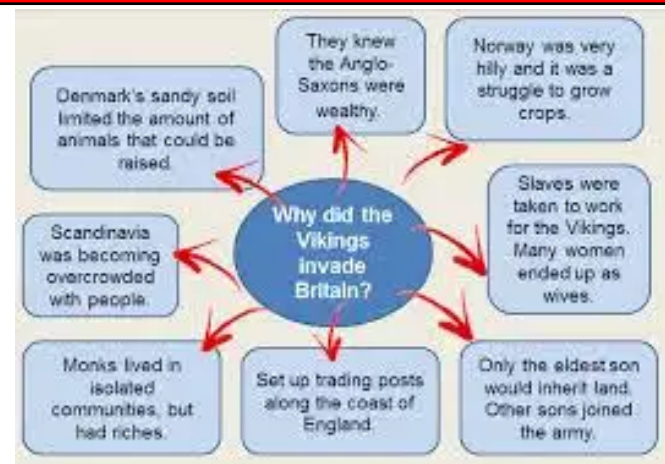 They knew
the Anglo-
Saxons were
wealthy.
Norway was very
hilly and it was a
struggle to grow
crops.
Denmark's sandy soil
limited the amount of
animals that could be
raised.
Why did the
Vikings
invade
Britain?
Slaves were
taken to work
for the Vikings.
Many women
ended up as
wives.
Scandinavia
was becoming
overcrowded
with people.
Monks lived in
isolated
communities, but
had riches.
Set up trading posts
along the coast of
England.
Only the eldest son
would inherit land.
Other sons joined
the army.